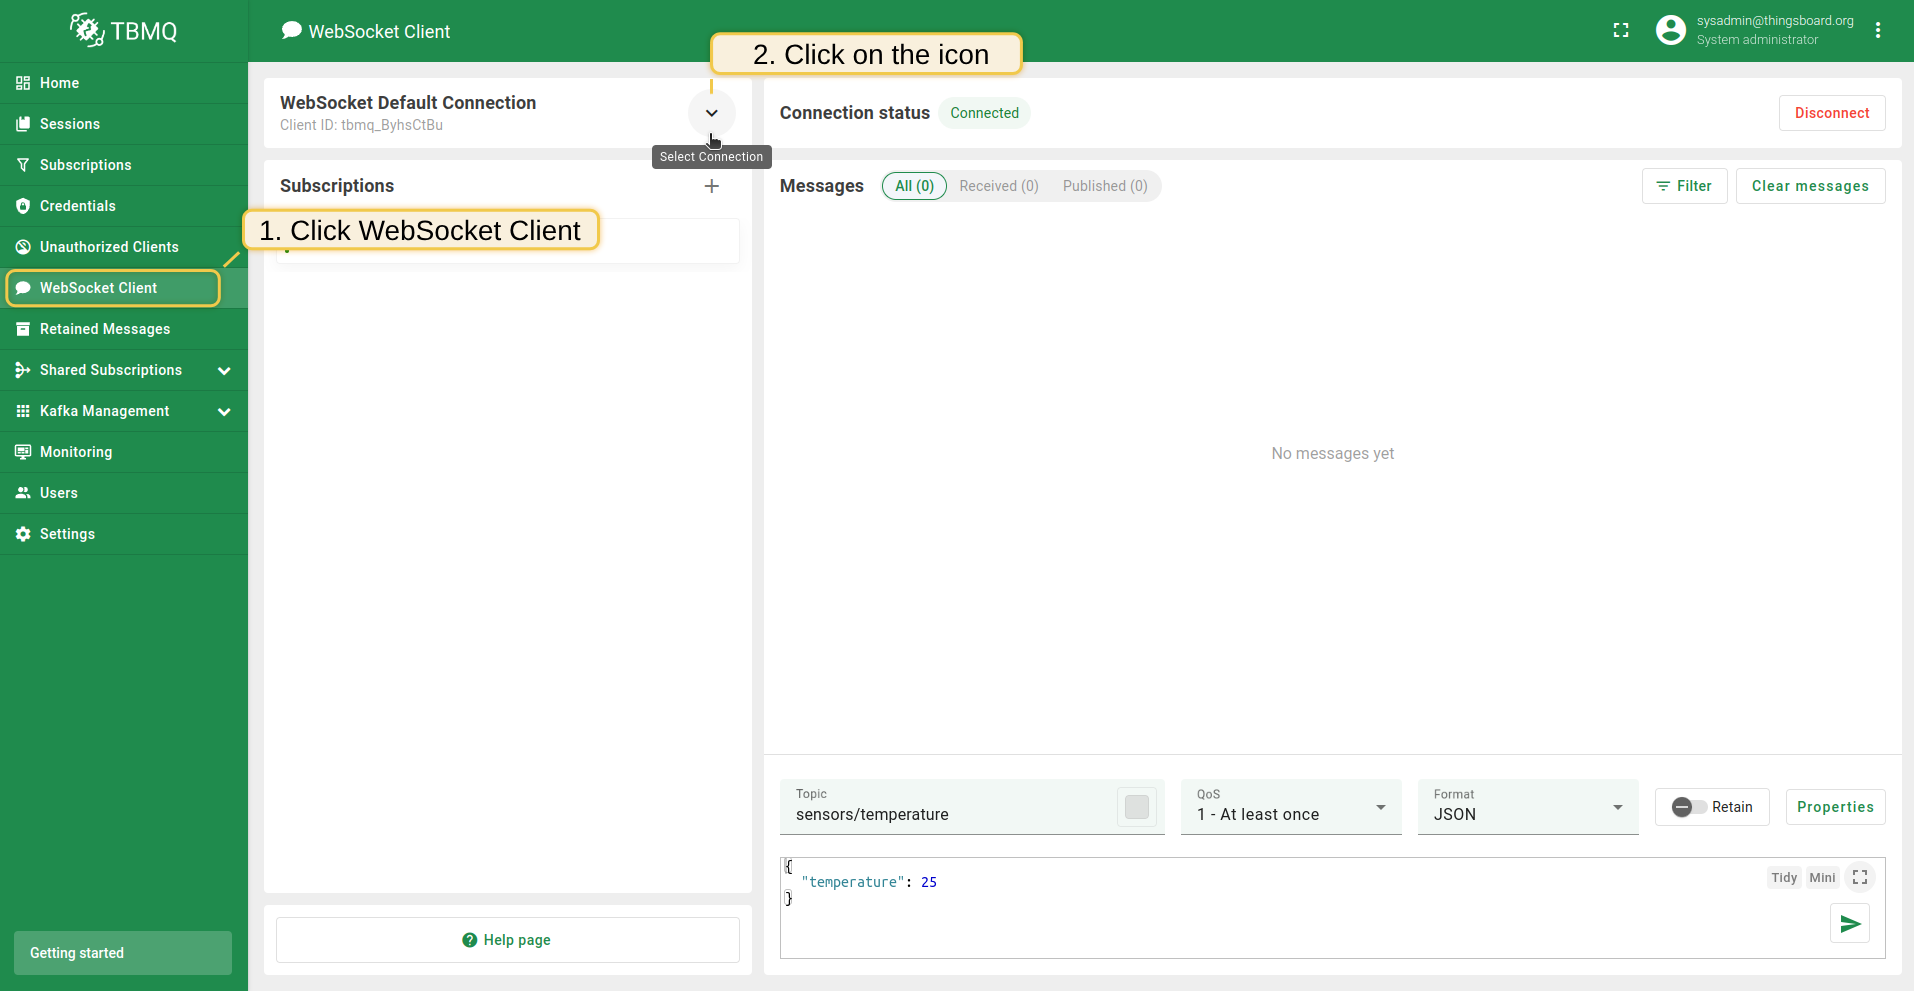 TBMQ
WebSocket Client
sysadmin@thingsboard.org
System administrator
2. Click on the icon
Home
Sessions
Subscriptions
Credentials
Unauthorized Clients
WebSocket Client
Retained Messages
Shared Subscriptions
Kafka Management
Monitoring
Users
Settings
Getting started
1. Click WebSocket Client
WebSocket Default Connection
Client ID: tbmq_ByhsCtBu
Select Connection
Subscriptions
Help page
Connection status Connected
Disconnect
Messages All (0) Received (0) Published (0)
Filter Clear messages
No messages yet
Topic
sensors/temperature
QoS
1 - At least once
Format
JSON
Retain
Properties
{
"temperature": 25
}
Tidy Mini